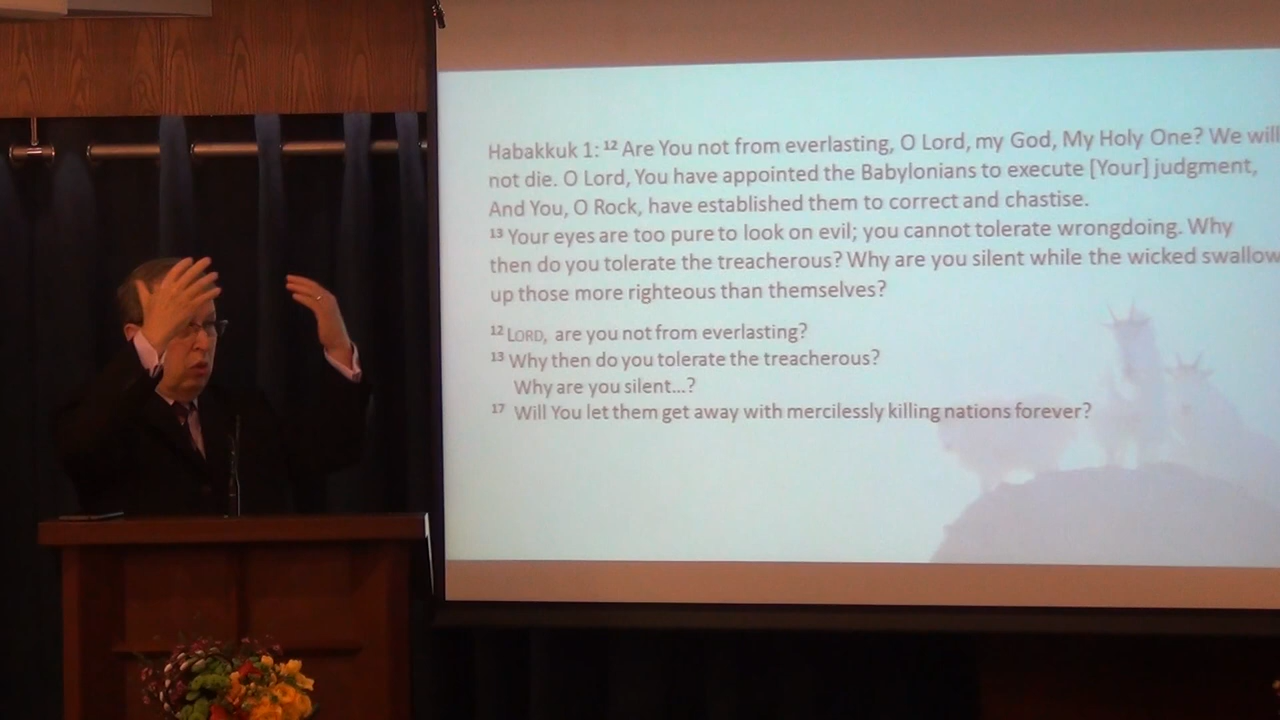 Habakkuk 1: ¹² Are You not from everlasting, O Lord, my God, My Holy One? We will
not die. O Lord, You have appointed the Babylonians to execute [Your] judgment,
And You, O Rock, have established them to correct and chastise.
¹³ Your eyes are too pure to look on evil; you cannot tolerate wrongdoing. Why
then do you tolerate the treacherous? Why are you silent while the wicked swallow
up those more righteous than themselves?
¹² LORD, are you not from everlasting?
¹³ Why then do you tolerate the treacherous?
Why are you silent...?
¹⁷ Will You let them get away with mercilessly killing nations forever?